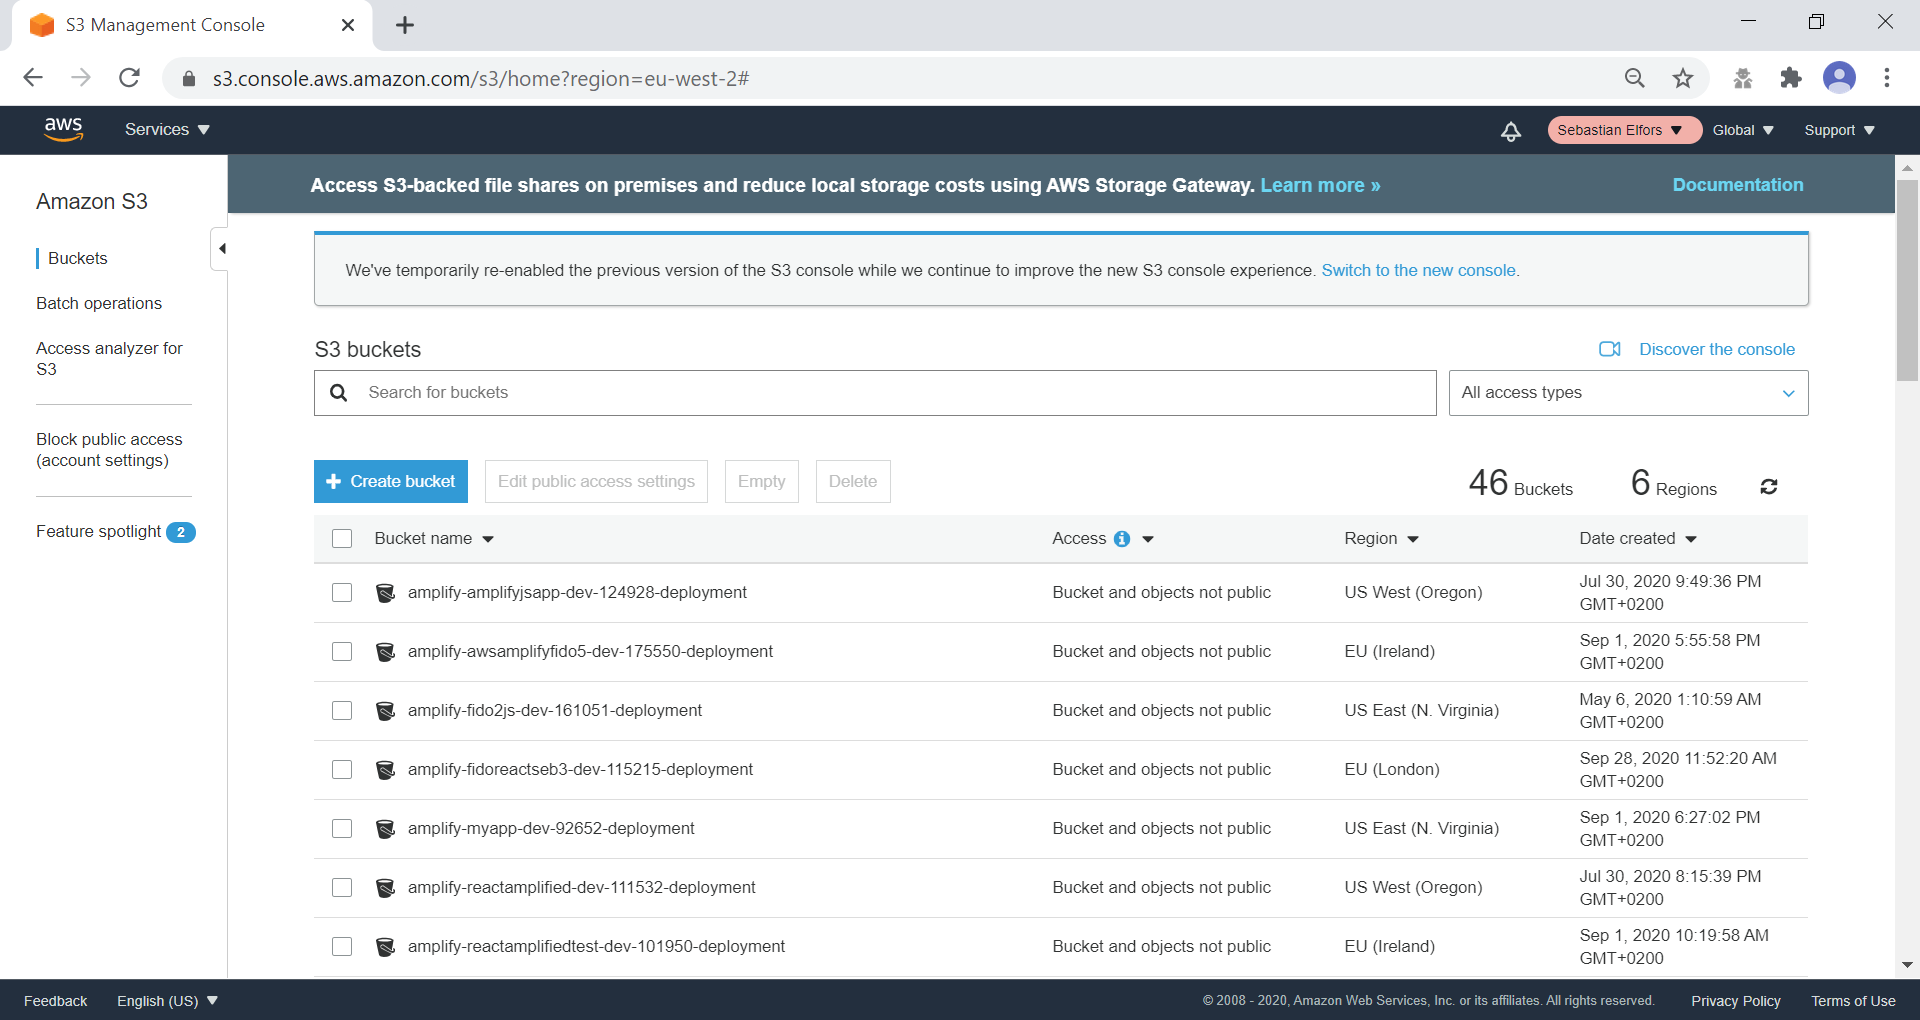 S3 Management Console
s3.console.aws.amazon.com/s3/home?region=eu-west-2#
aws
Services
Sebastian Elfors
Global
Support
Amazon S3
Buckets
Batch operations
Access analyzer for
S3
Block public access
(account settings)
Feature spotlight 2
Access S3-backed file shares on premises and reduce local storage costs using AWS Storage Gateway. Learn more »
Documentation
We've temporarily re-enabled the previous version of the S3 console while we continue to improve the new S3 console experience. Switch to the new console.
S3 buckets
Discover the console
Search for buckets
All access types
Create bucket
Edit public access settings
Empty
Delete
46 Buckets
6 Regions
Bucket name
Access
Region
Date created
amplify-amplifyjsapp-dev-124928-deployment
Bucket and objects not public
US West (Oregon)
Jul 30, 2020 9:49:36 PM
GMT+0200
amplify-awsamplifyfido5-dev-175550-deployment
Bucket and objects not public
EU (Ireland)
Sep 1, 2020 5:55:58 PM
GMT+0200
amplify-fido2js-dev-161051-deployment
Bucket and objects not public
US East (N. Virginia)
May 6, 2020 1:10:59 AM
GMT+0200
amplify-fidoreactseb3-dev-115215-deployment
Bucket and objects not public
EU (London)
Sep 28, 2020 11:52:20 AM
GMT+0200
amplify-myapp-dev-92652-deployment
Bucket and objects not public
US East (N. Virginia)
Sep 1, 2020 6:27:02 PM
GMT+0200
amplify-reactamplified-dev-111532-deployment
Bucket and objects not public
US West (Oregon)
Jul 30, 2020 8:15:39 PM
GMT+0200
amplify-reactamplifiedtest-dev-101950-deployment
Bucket and objects not public
EU (Ireland)
Sep 1, 2020 10:19:58 AM
GMT+0200
Feedback
English (US)
© 2008 - 2020, Amazon Web Services, Inc. or its affiliates. All rights reserved.
Privacy Policy
Terms of Use